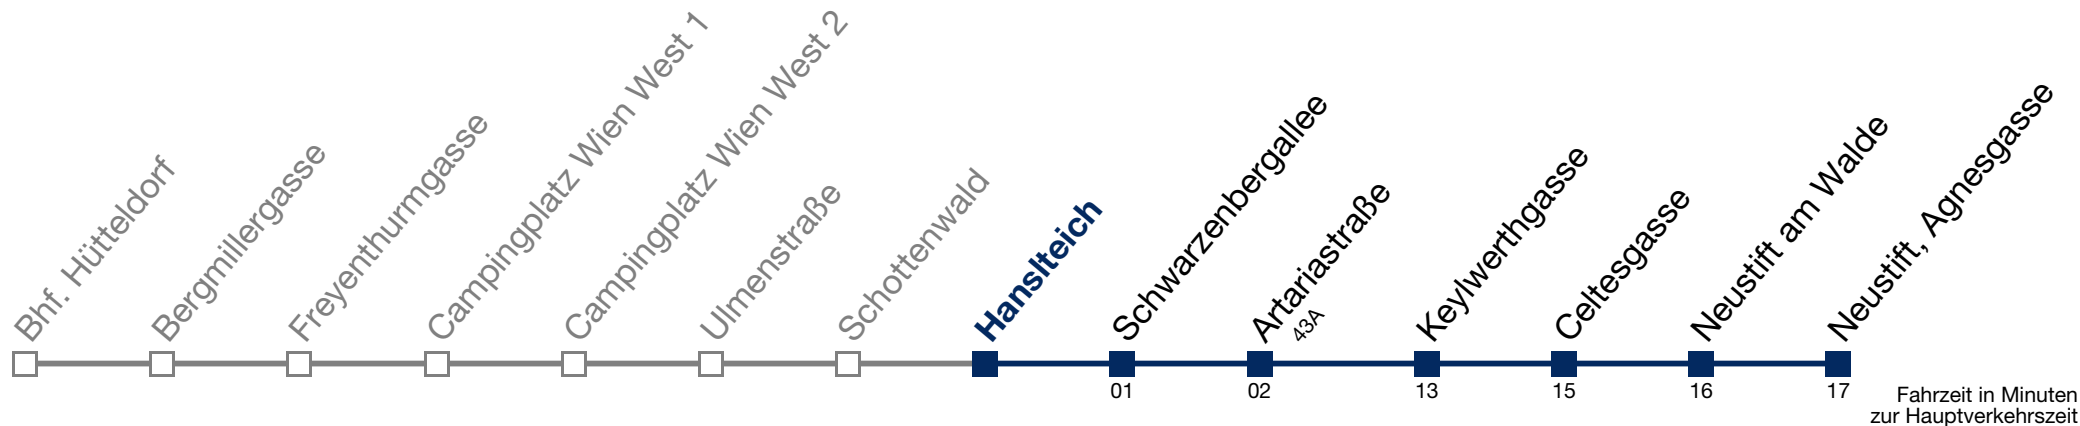 Bhf. Hütteldorf
Bergmillergasse
Freyenthurmgasse
Campingplatz Wien West 1
Campingplatz Wien West 2
Ulmenstraße
Schottenwald
Hanslteich
Schwarzenbergallee
Artariastraße
43A
Keylwerthgasse
Celtesgasse
Neustift am Walde
Neustift, Agnesgasse
01
02
13
15
16
17
Fahrzeit in Minuten
zur Hauptverkehrszeit